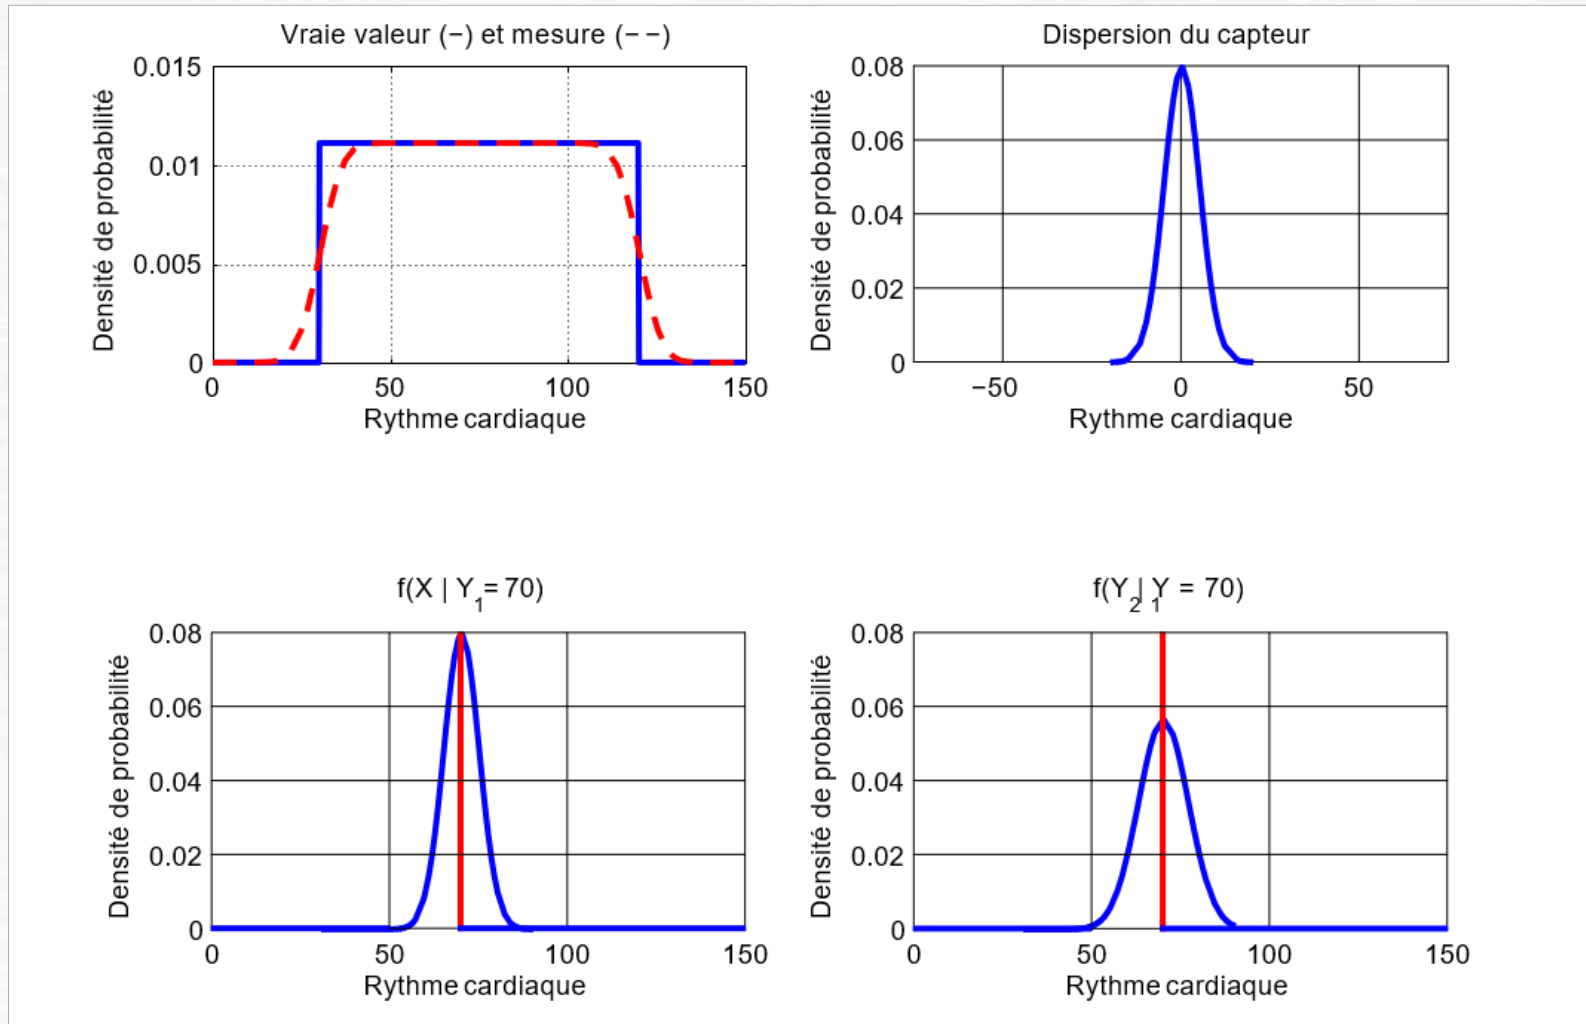 Vraie valeur (−) et mesure (− −)
Densité de probabilité
0.015
0.01
0.005
0
0 50 100 150
Rythme cardiaque
Dispersion du capteur
Densité de probabilité
0.08
0.06
0.04
0.02
0
−50 0 50
Rythme cardiaque
f(X | Y1= 70)
Densité de probabilité
0.08
0.06
0.04
0.02
0
0 50 100 150
Rythme cardiaque
f(Y2| Y1 = 70)
Densité de probabilité
0.08
0.06
0.04
0.02
0
0 50 100 150
Rythme cardiaque